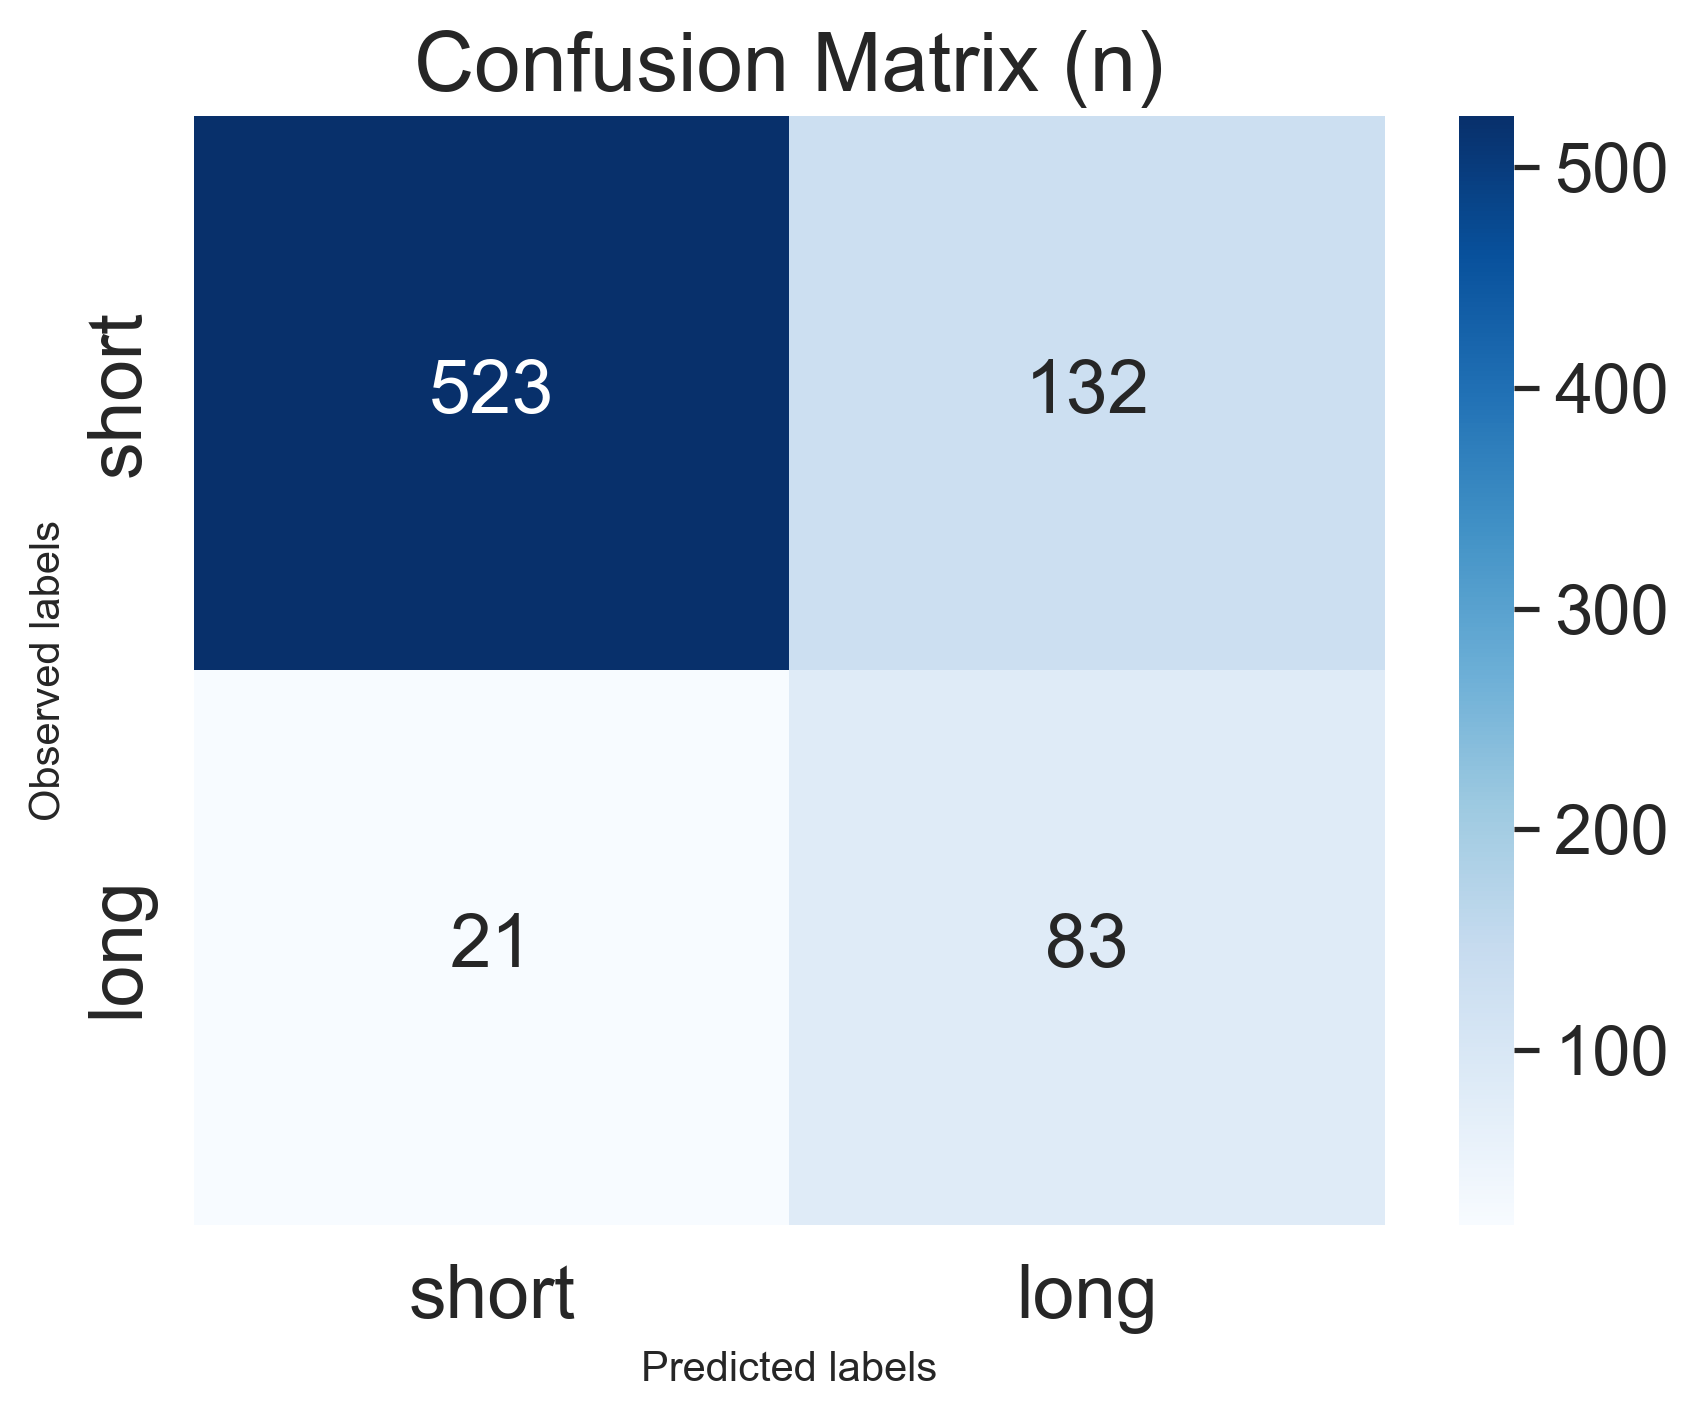 Confusion Matrix (n)
Observed labels
short
long
523
132
21
83
short
long
Predicted labels
500
400
300
200
100